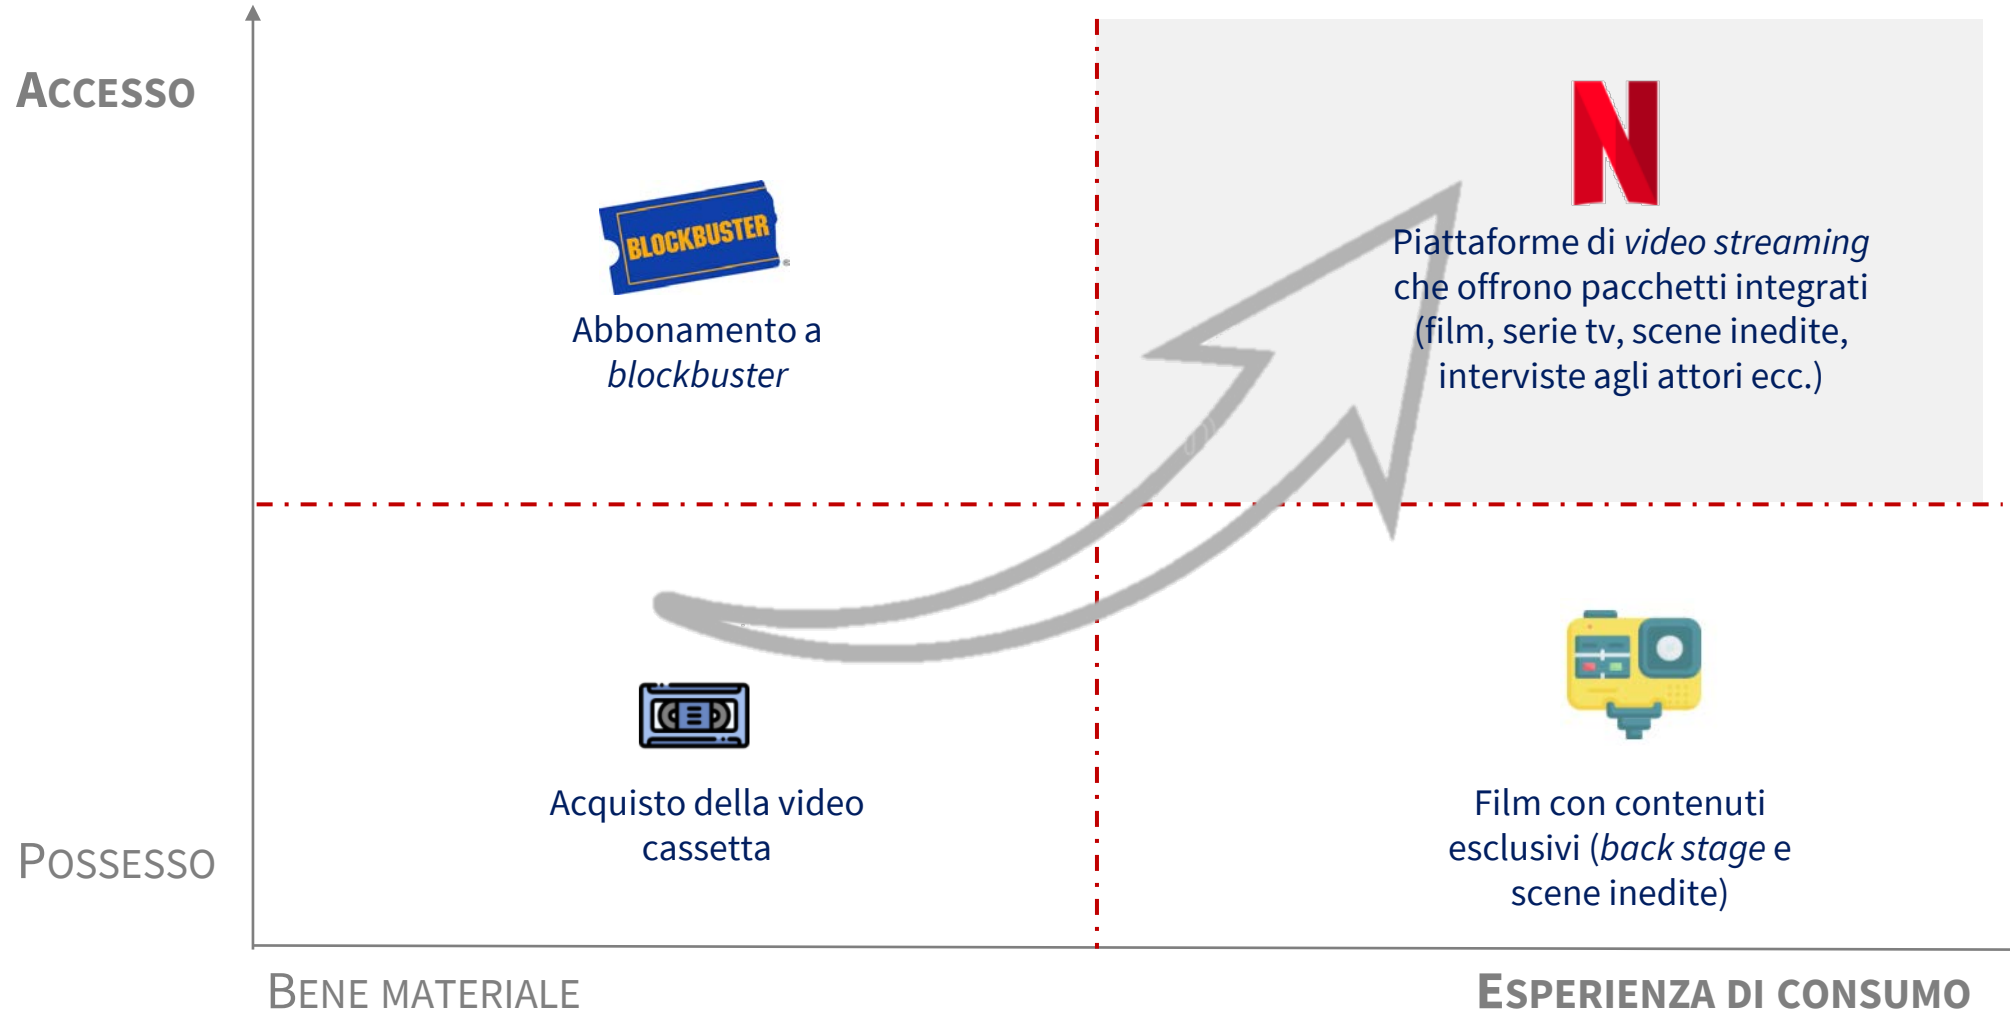 ACCESSO
BLOCKBUSTER
Abbonamento a
blockbuster
N
Piattaforme di video streaming
che offrono pacchetti integrati
(film, serie tv, scene inedite,
interviste agli attori ecc.)
Acquisto della video
cassetta
Film con contenuti
esclusivi (back stage e
scene inedite)
POSSESSO
BENE MATERIALE
ESPERIENZA DI CONSUMO